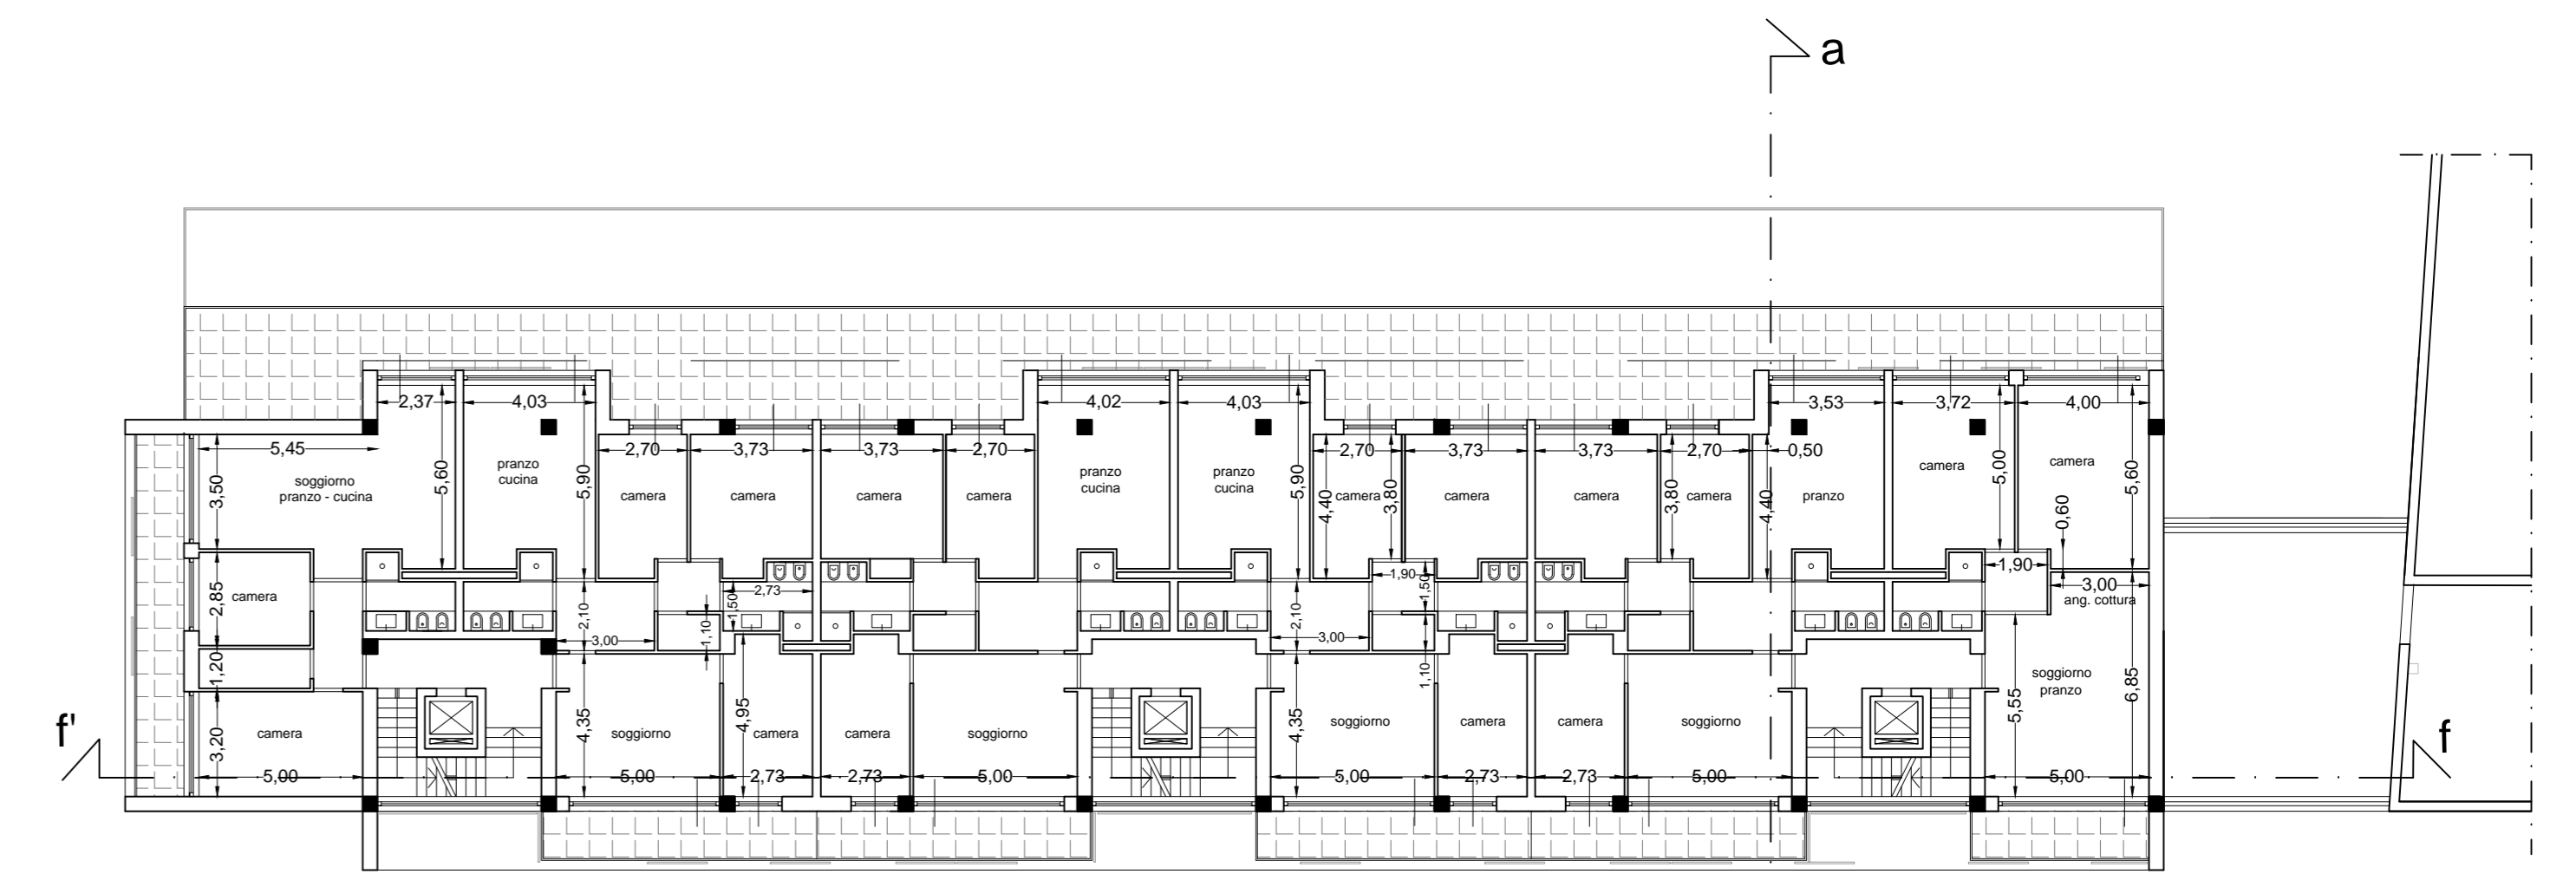 a
2,37
4,03
4,02
4,03
3,53
3,72
4,00
5,45
2,70
3,73
3,73
2,70
2,70
3,73
3,73
2,70
0,50
3,50
soggiorno
pranzo - cucina
5,60
pranzo
cucina
5,90
camera
camera
camera
camera
pranzo
cucina
pranzo
cucina
5,90
4,40
camera
3,80
camera
camera
3,80
camera
4,40
pranzo
camera
5,00
camera
0,60
5,60
2,85
camera
1,90
1,90
3,00
ang. cottura
2,10
1,50
2,73
2,10
1,50
3,00
1,10
3,00
1,10
1,20
soggiorno
pranzo
f'
3,20
camera
4,35
soggiorno
4,95
camera
camera
soggiorno
4,35
soggiorno
camera
camera
soggiorno
5,55
6,85
f
5,00
5,00
2,73
2,73
5,00
5,00
2,73
2,73
5,00
5,00